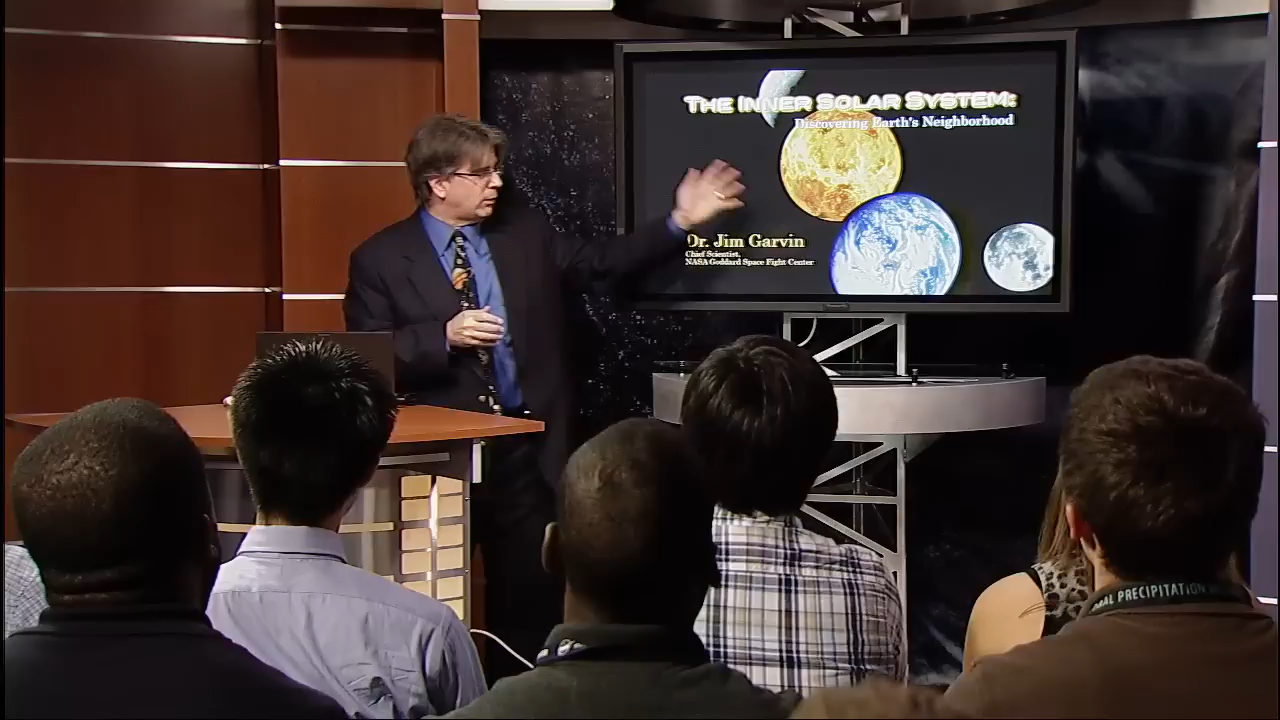 THE INNER SOLAR SYSTEM:
Discovering Earth's Neighborhood
Dr. Jim Garvin
Chief Scientist,
NASA Goddard Space Fight Center
PRECIPITATION